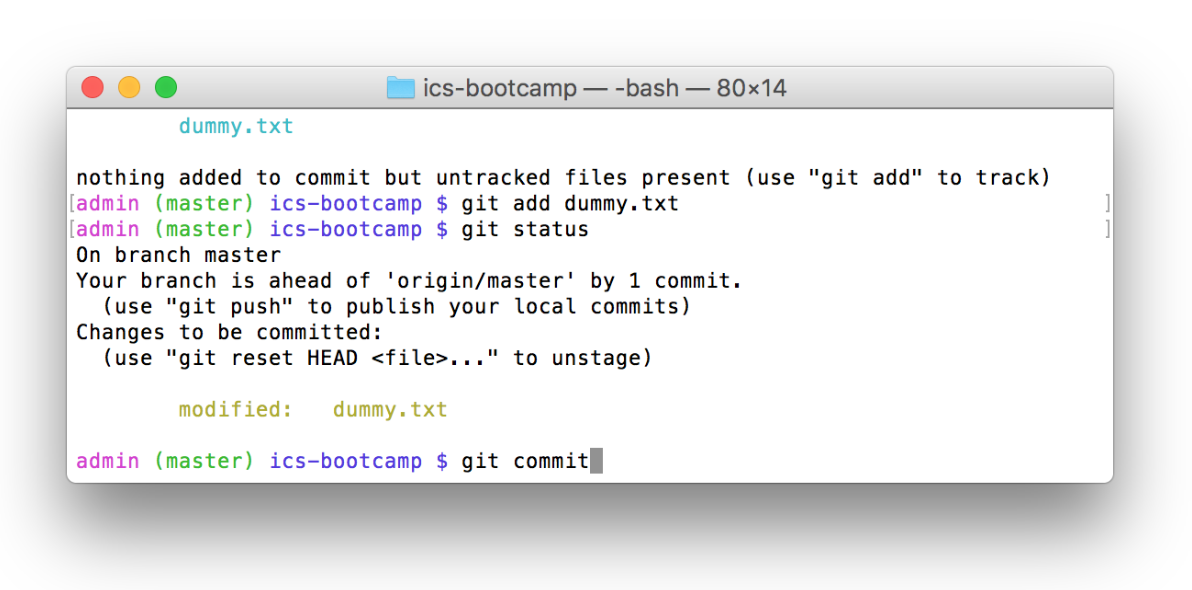 ics-bootcamp — -bash — 80×14
dummy.txt
nothing added to commit but untracked files present (use "git add" to track)
[admin (master) ics-bootcamp $ git add dummy.txt ]
[admin (master) ics-bootcamp $ git status ]
On branch master
Your branch is ahead of 'origin/master' by 1 commit.
(use "git push" to publish your local commits)
Changes to be committed:
(use "git reset HEAD <file>..." to unstage)
modified: dummy.txt
admin (master) ics-bootcamp $ git commit